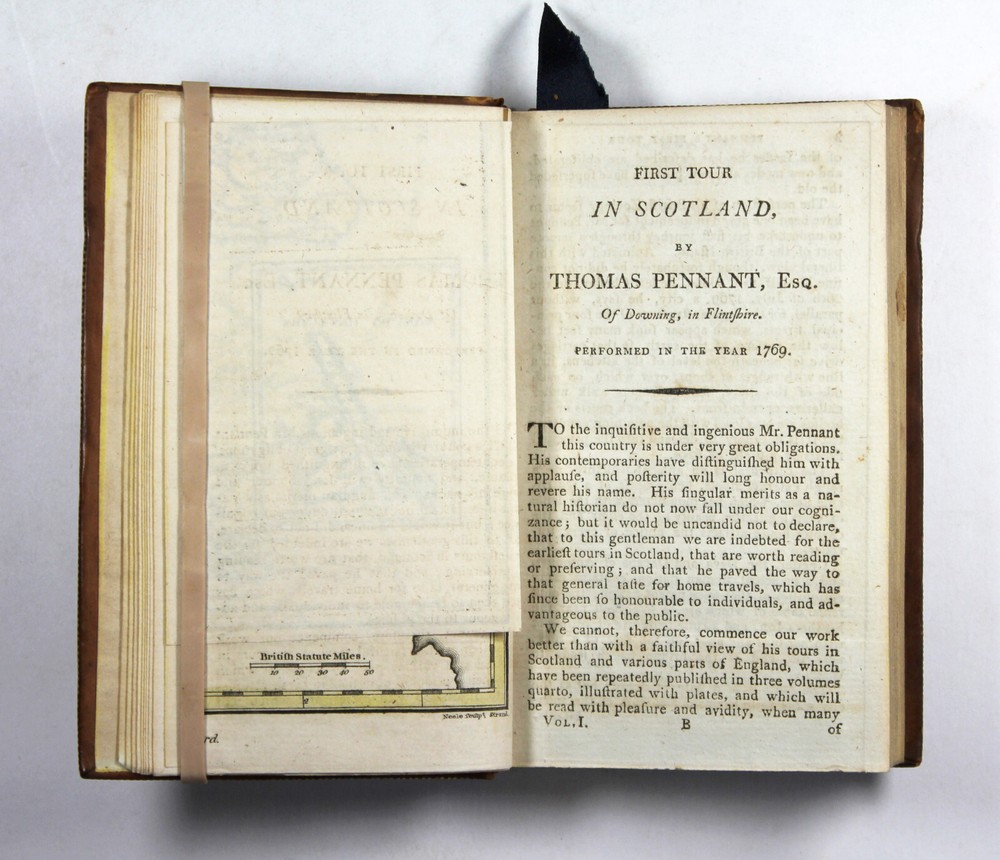 British Statute Miles.
10 20 30 40 50
Neele sculpt. Strand.
rd.
FIRST TOUR
IN SCOTLAND,
BY
THOMAS PENNANT, Esq.
Of Downing, in Flintſhire.
PERFORMED IN THE YEAR 1769.
TO the inquiſitive and ingenious Mr. Pennant
this country is under very great obligations.
His contemporaries have diſtinguiſhed him with
applauſe, and poſterity will long honour and
revere his name. His ſingular merits as a na-
tural hiſtorian do not now fall under our cogni-
zance; but it would be uncandid not to declare,
that to this gentleman we are indebted for the
earlieſt tours in Scotland, that are worth reading
or preſerving; and that he paved the way to
that general taſte for home travels, which has
ſince been ſo honourable to individuals, and ad-
vantageous to the public.
We cannot, therefore, commence our work
better than with a faithful view of his tours in
Scotland and various parts of England, which
have been repeatedly publiſhed in three volumes
quarto, illuſtrated with plates, and which will
be read with pleaſure and avidity, when many
VOL. I. B of